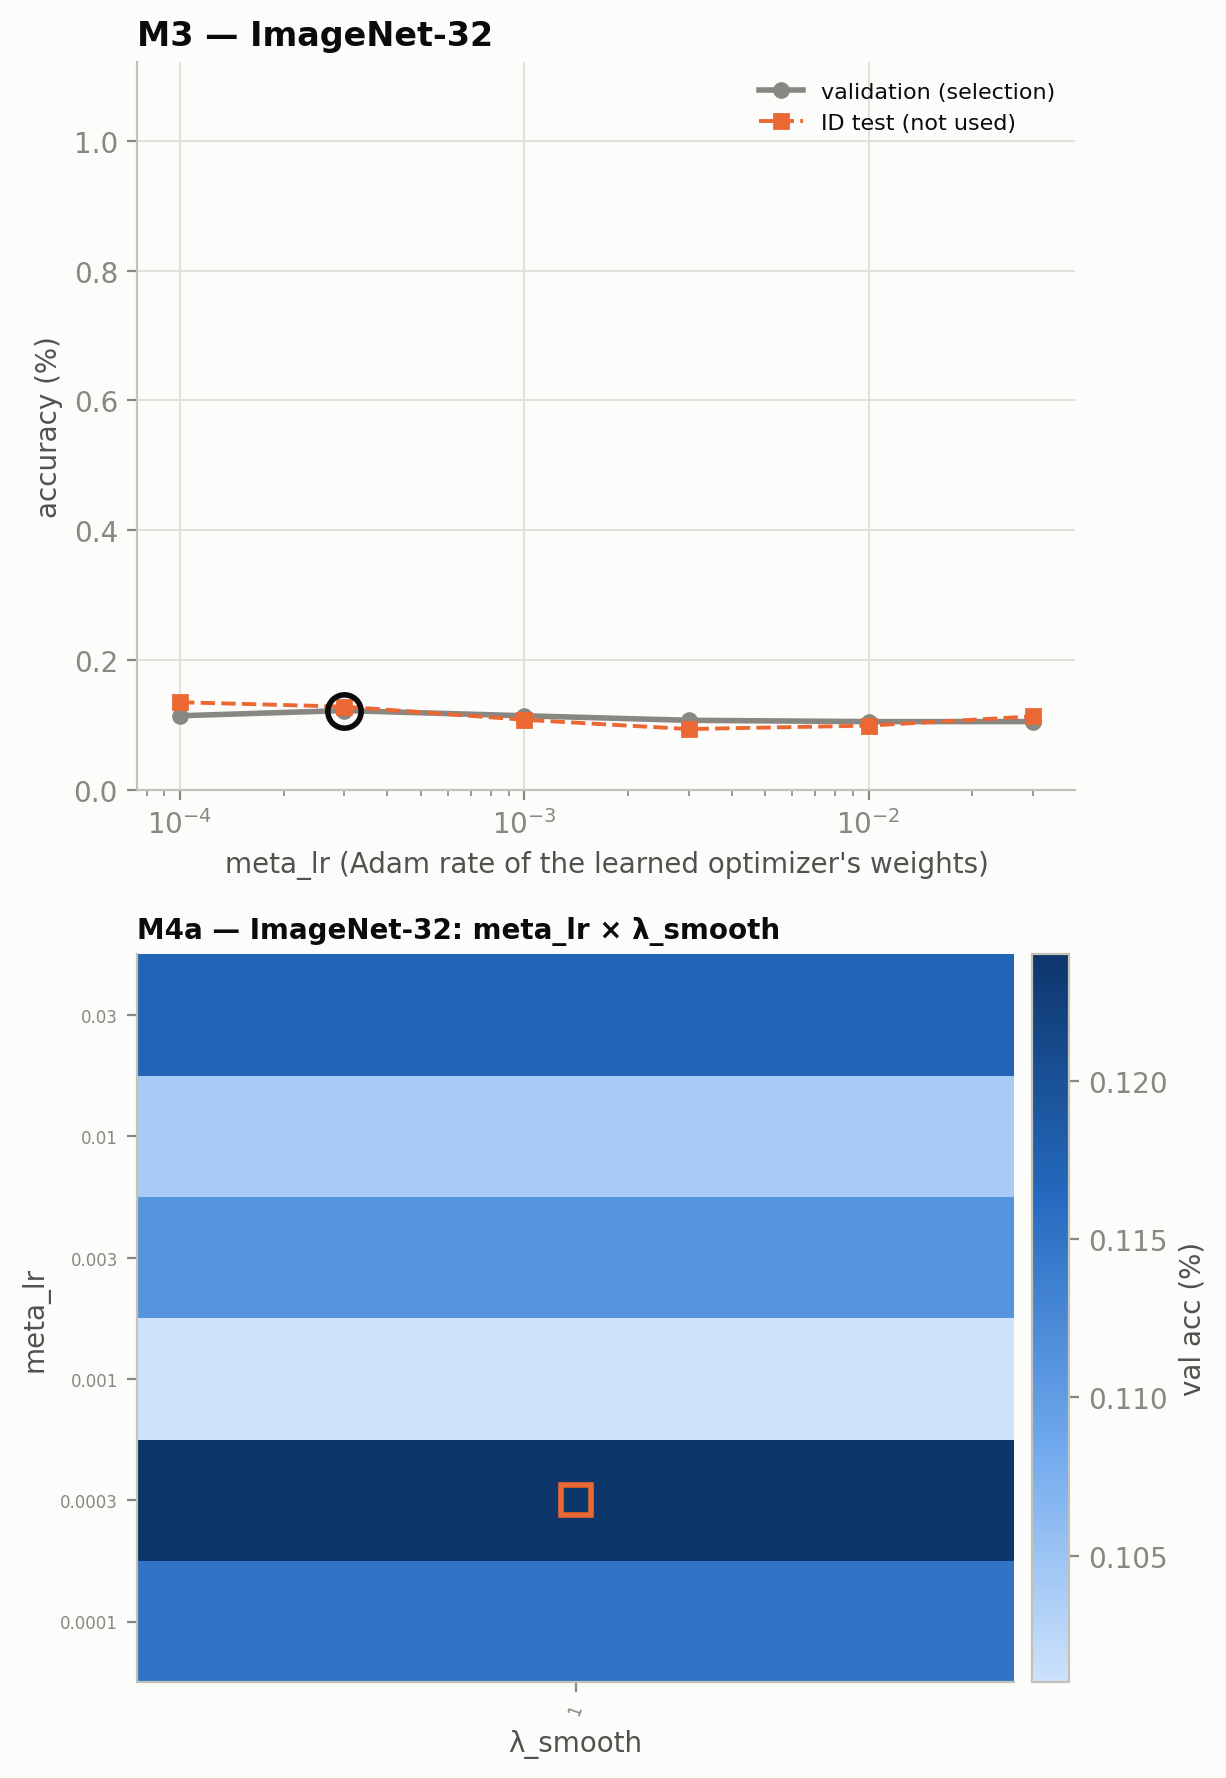 M3 — ImageNet-32
validation (selection)
ID test (not used)
1.0
0.8
0.6
0.4
0.2
0.0
accuracy (%)
10⁻⁴ 10⁻³ 10⁻²
meta_lr (Adam rate of the learned optimizer's weights)
M4a — ImageNet-32: meta_lr × λ_smooth
0.03
0.01
0.003
0.001
0.0003
0.0001
meta_lr
1
λ_smooth
0.120
0.115
0.110
0.105
val acc (%)